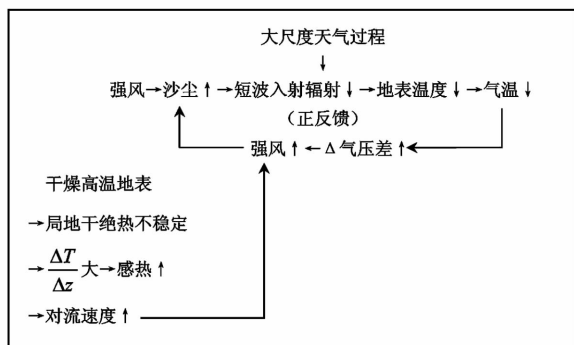 大尺度天气过程
↓
强风→沙尘↑→短波入射辐射↓→地表温度↓→气温↓
（正反馈）
强风↑←Δ气压差↑
干燥高温地表
→局地干绝热不稳定
→ΔT/Δz大→感热↑
→对流速度↑